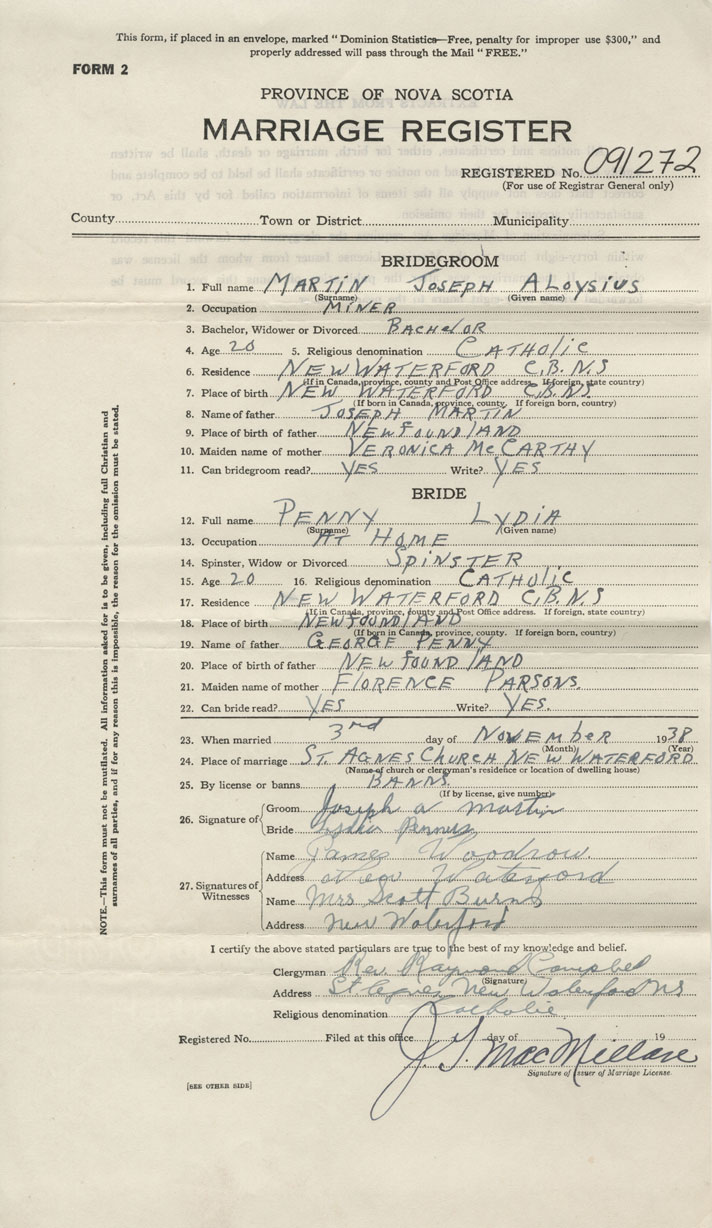 This form, if placed in an envelope, marked "Dominion Statistics—Free, penalty for improper use $300," and
properly addressed will pass through the Mail "FREE."
FORM 2
PROVINCE OF NOVA SCOTIA
MARRIAGE REGISTER
REGISTERED No. 091272
(For use of Registrar General only)
County Town or District Municipality
BRIDEGROOM
1. Full name MARTIN JOSEPH ALOYSIUS
(Surname) (Given name)
2. Occupation MINER
3. Bachelor, Widower or Divorced BACHELOR
4. Age 20 5. Religious denomination CATHOLIC
6. Residence NEW WATERFORD C.B.N.S
(If in Canada, province, county and Post Office address. If foreign, state country)
7. Place of birth NEW WATERFORD C.B.N.S.
(If born in Canada, province, county. If foreign born, country)
8. Name of father JOSEPH MARTIN
9. Place of birth of father NEWFOUNDLAND
10. Maiden name of mother VERONICA McCARTHY
11. Can bridegroom read? YES Write? YES
BRIDE
12. Full name PENNY LYDIA
(Surname) (Given name)
13. Occupation AT HOME
14. Spinster, Widow or Divorced SPINSTER
15. Age 20 16. Religious denomination CATHOLIC
17. Residence NEW WATERFORD C.B.N.S
(If in Canada, province, county and Post Office address. If foreign, state country)
18. Place of birth NEWFOUNDLAND
(If born in Canada, province, county. If foreign born, country)
19. Name of father GEORGE PENNY
20. Place of birth of father NEWFOUNDLAND
21. Maiden name of mother FLORENCE PARSONS.
22. Can bride read? YES Write? YES.
23. When married 3rd day of NOVEMBER 1938
(Month) (Year)
24. Place of marriage ST. AGNES CHURCH NEW WATERFORD
(Name of church or clergyman's residence or location of dwelling house)
25. By license or banns BANNS
(If by license, give number)
26. Signature of
Groom Joseph a martin
Bride Lydia Penny
27. Signatures of Witnesses
Name James Woodrow.
Address New Waterford
Name Mrs Scott Burns
Address New Waterford
I certify the above stated particulars are true to the best of my knowledge and belief.
Clergyman Rev. Raymond Campbell
(Signature)
Address St. Agnes, New Waterford NS
Religious denomination Catholic
Registered No. Filed at this office day of 19
J. S. MacMillan
Signature of Issuer of Marriage License.
[SEE OTHER SIDE]
NOTE.—This form must not be mutilated. All information asked for is to be given, including full Christian and
surnames of all parties, and if for any reason this is impossible, the reason for the omission must be stated.